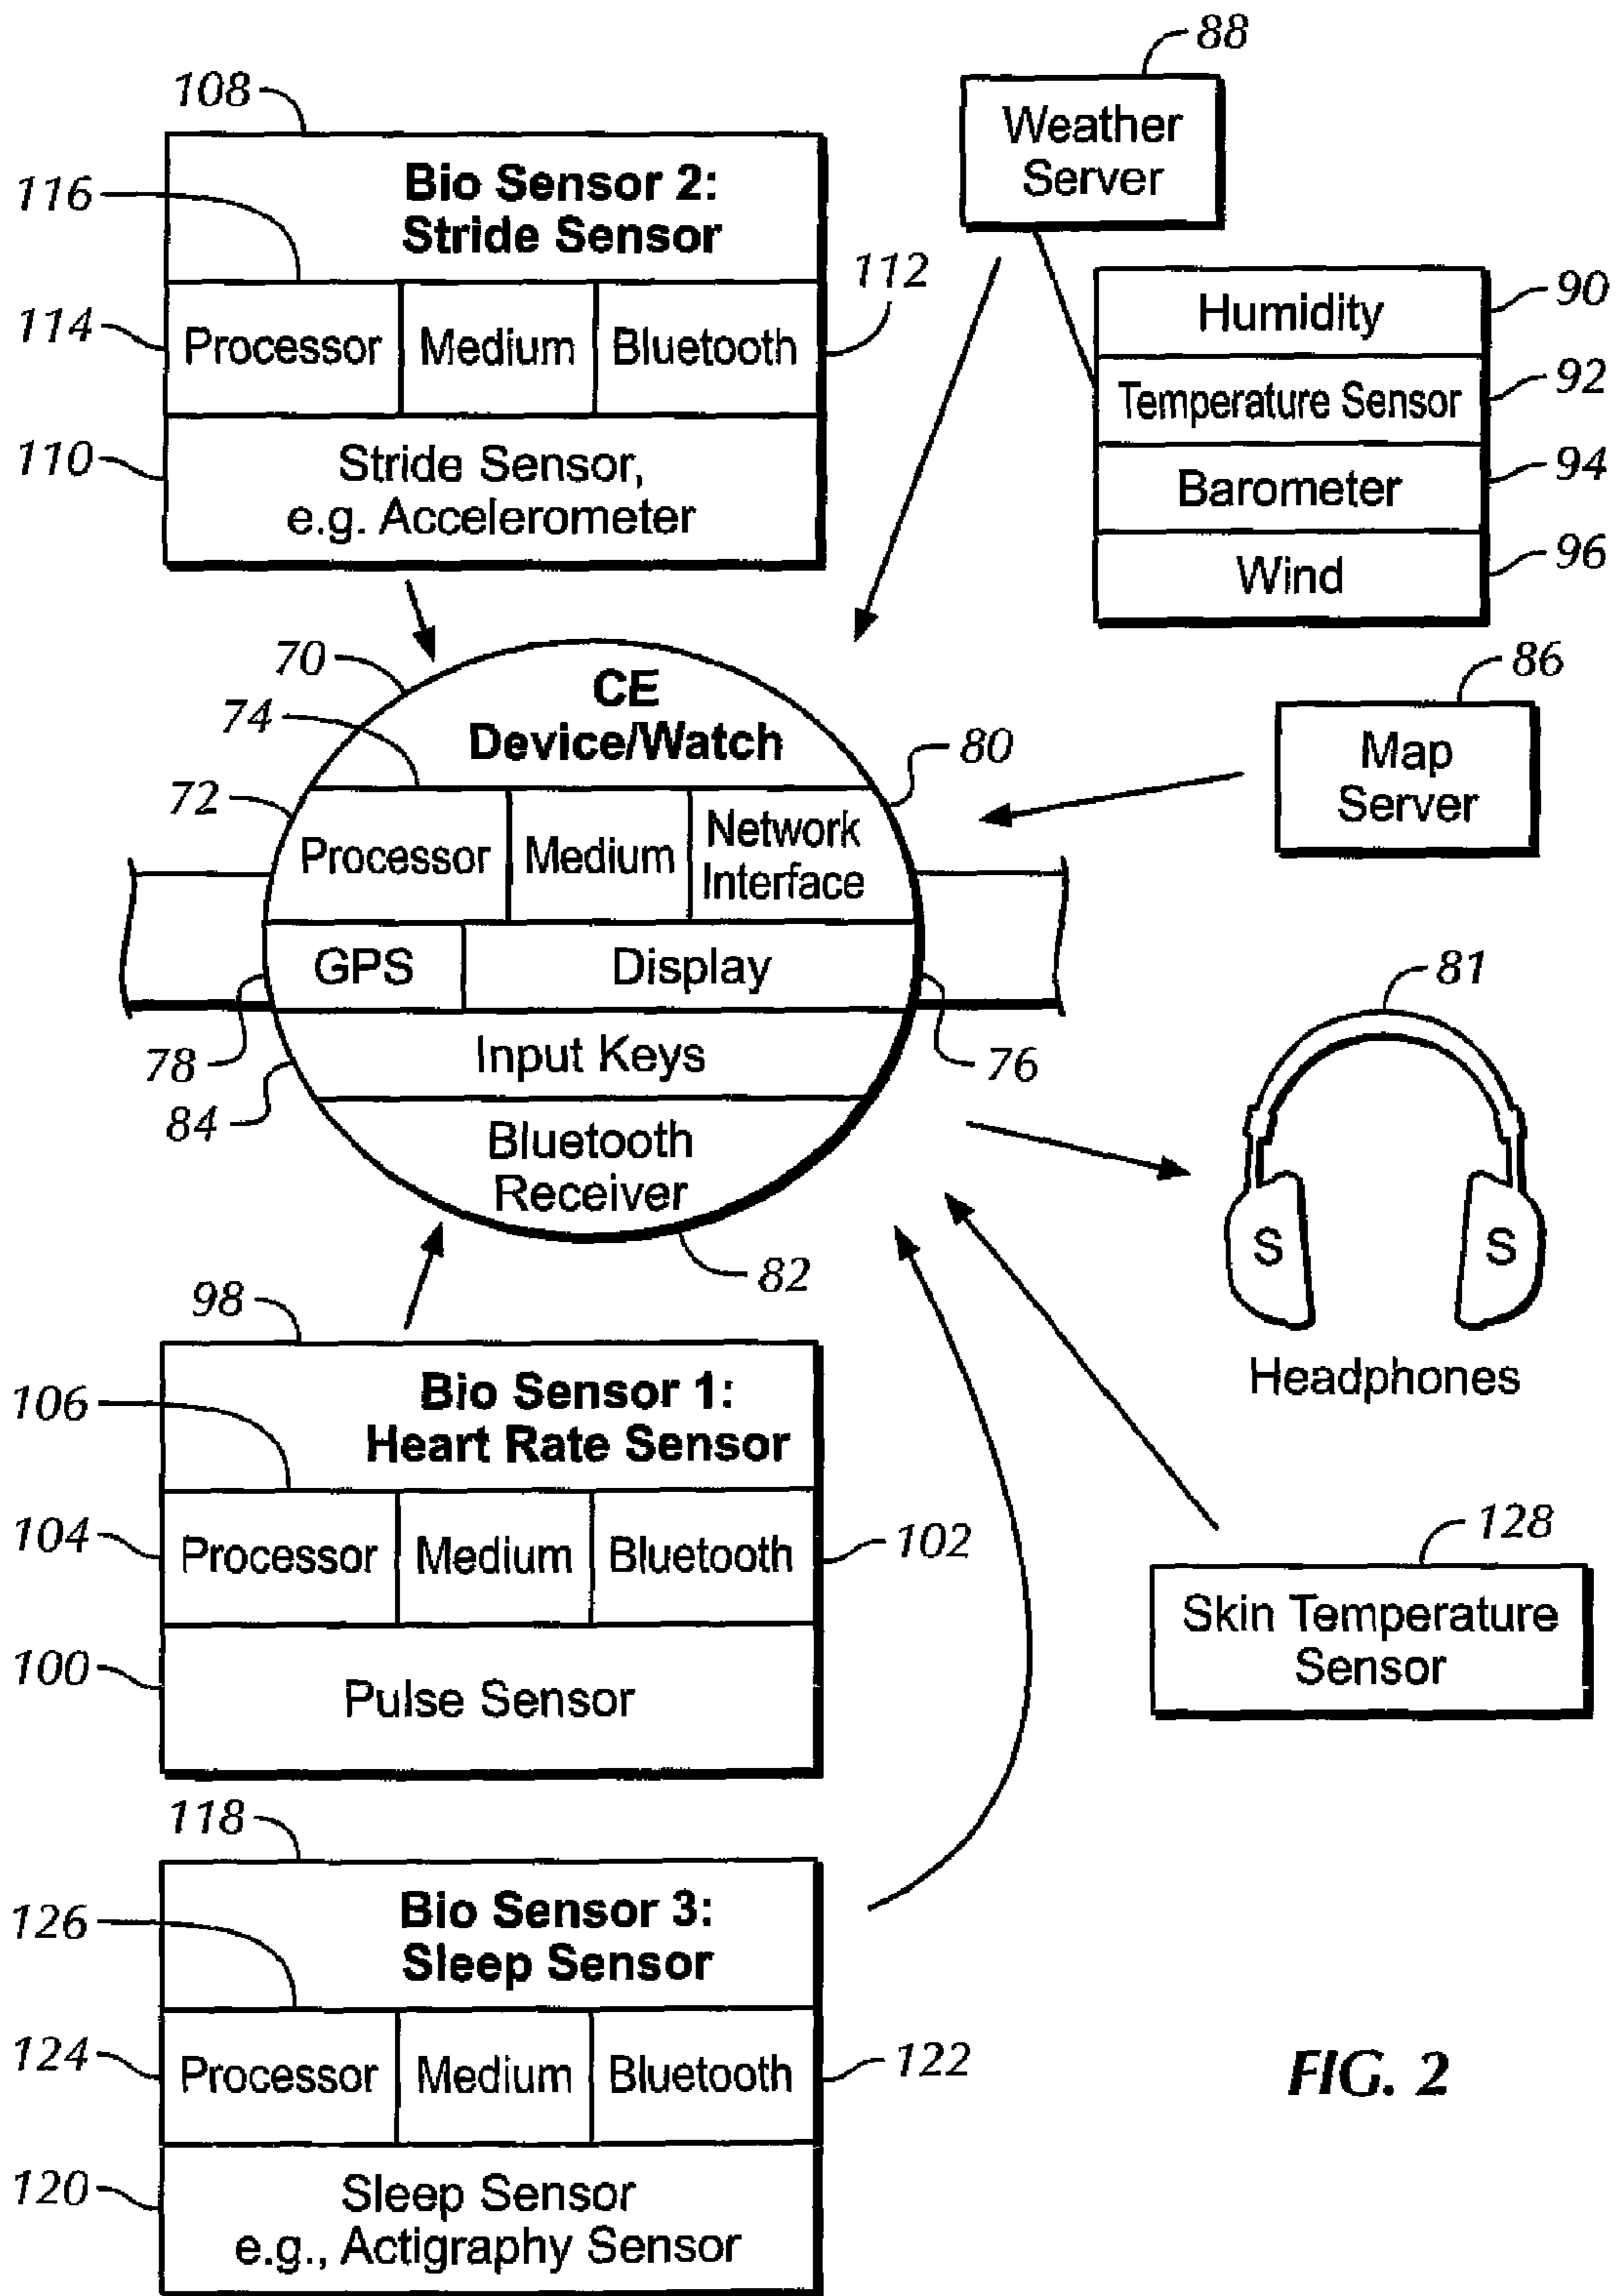 88
Weather
Server
108
116
Bio Sensor 2:
Stride Sensor
112
114
Processor
Medium
Bluetooth
110
Stride Sensor,
e.g. Accelerometer
Humidity
90
Temperature Sensor
92
Barometer
94
Wind
96
70
74
CE
Device/Watch
80
72
Processor
Medium
Network
Interface
86
Map
Server
GPS
Display
78
Input Keys
76
84
Bluetooth
Receiver
82
81
S
S
Headphones
98
106
Bio Sensor 1:
Heart Rate Sensor
104
Processor
Medium
Bluetooth
102
100
Pulse Sensor
128
Skin Temperature
Sensor
118
126
Bio Sensor 3:
Sleep Sensor
124
Processor
Medium
Bluetooth
122
120
Sleep Sensor
e.g., Actigraphy Sensor
FIG. 2